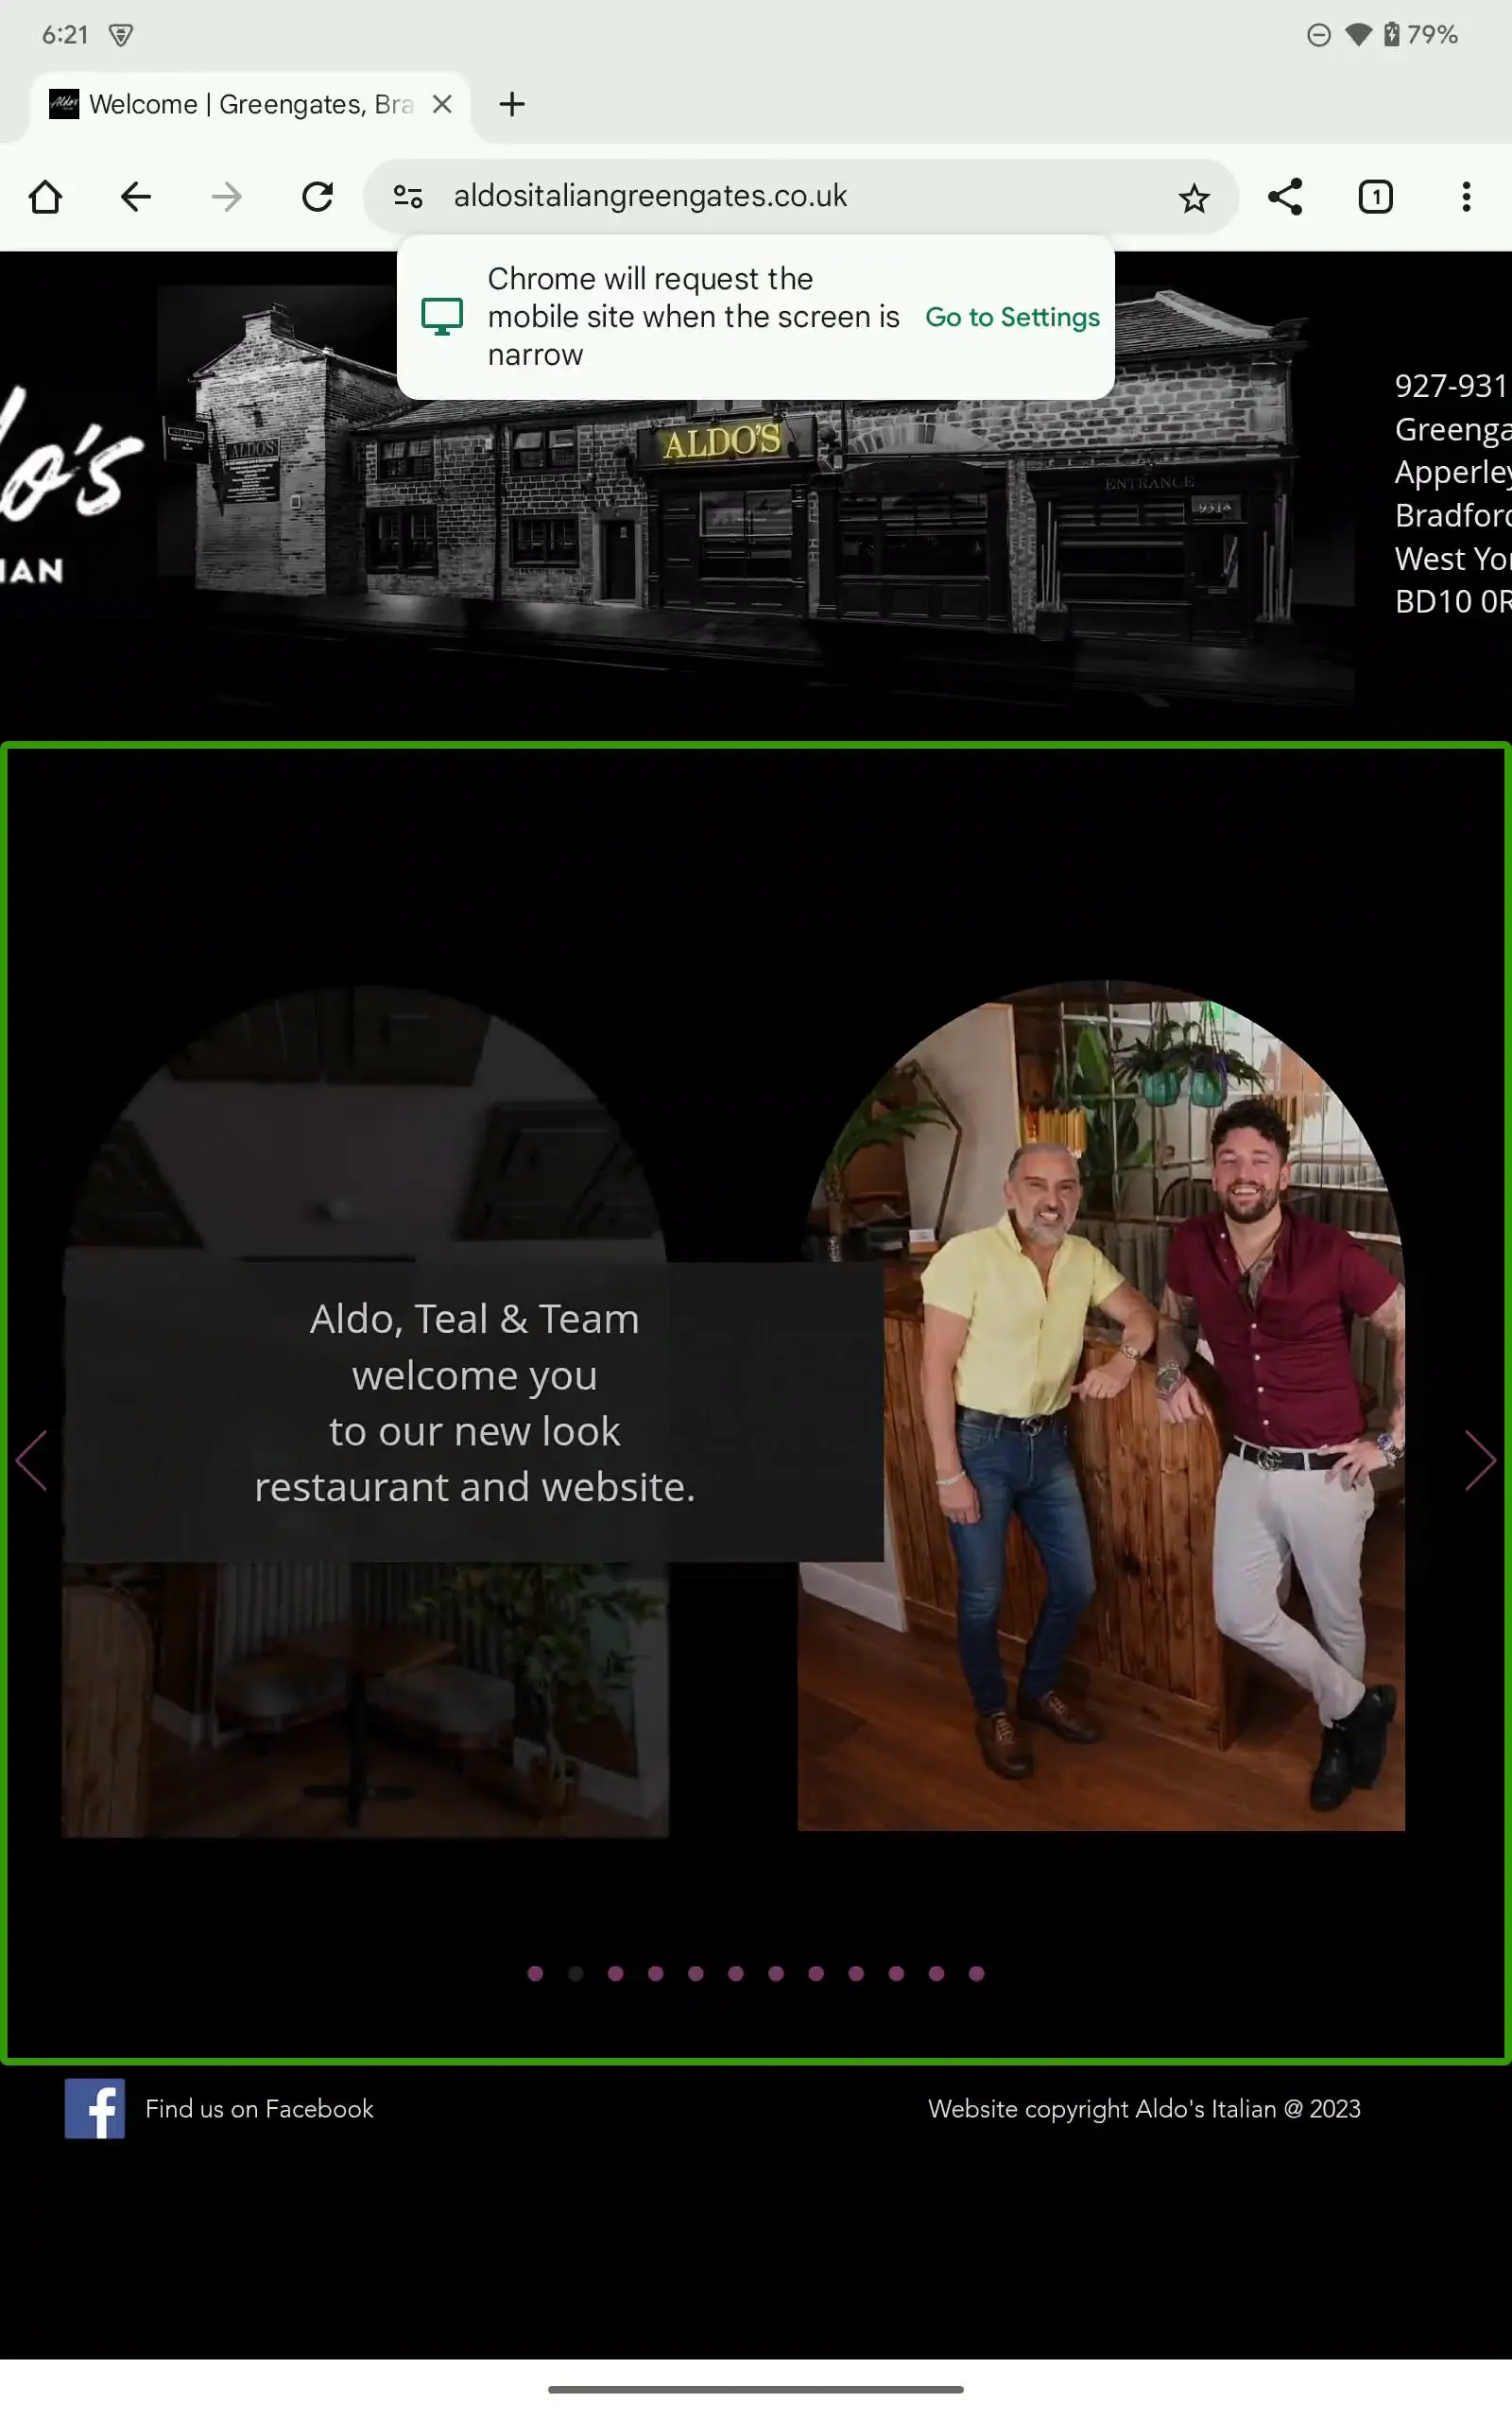 6:21
79%
Welcome | Greengates, Bra
aldositaliangreengates.co.uk
1
Chrome will request the
mobile site when the screen is
narrow
Go to Settings
do's
IAN
ALDO'S
ALDO'S
ENTRANCE
931A
927-931
Greenga
Apperley
Bradford
West Yo
BD10 0R
Aldo, Teal & Team
welcome you
to our new look
restaurant and website.
Find us on Facebook
Website copyright Aldo's Italian @ 2023